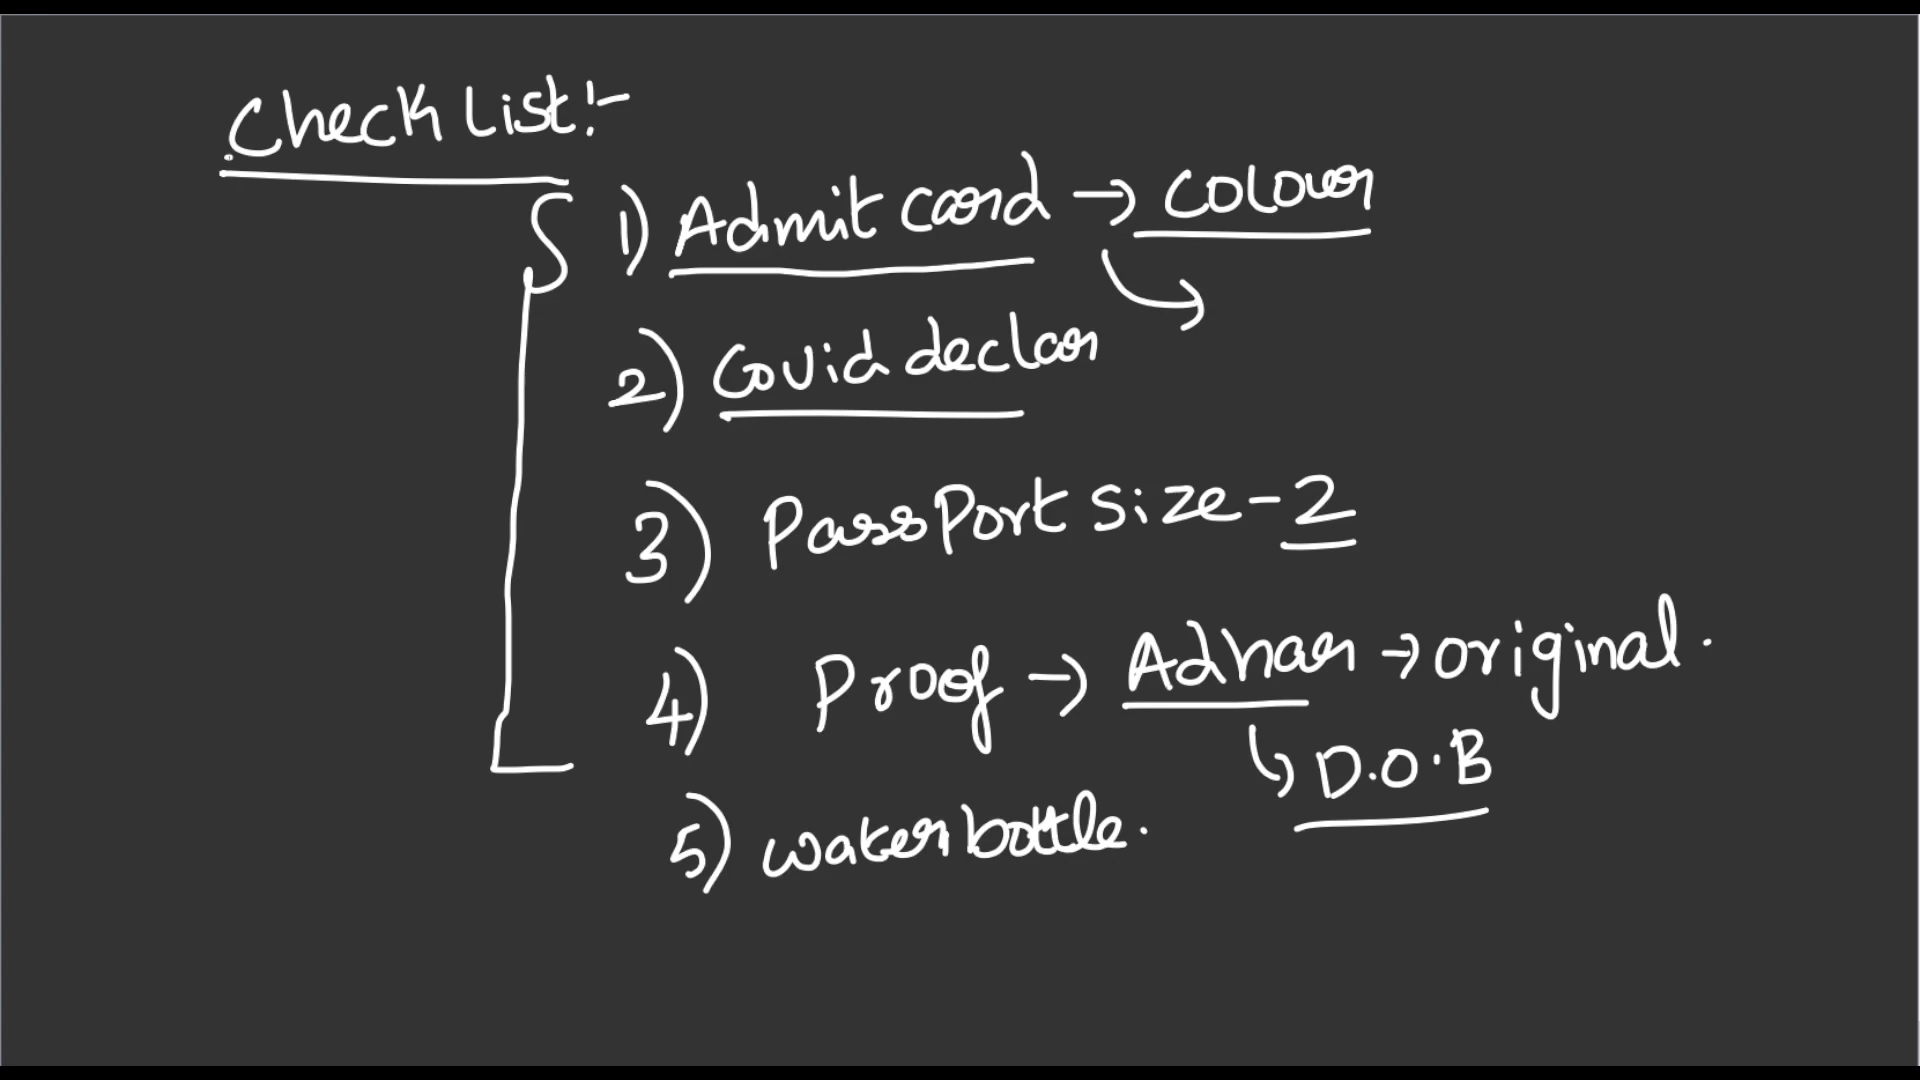 Check List:-
1) Admit card → colour
2) Covid declar
3) PassPort size - 2
4) Proof → Adhar → original.
↳ D.O.B
5) water bottle.